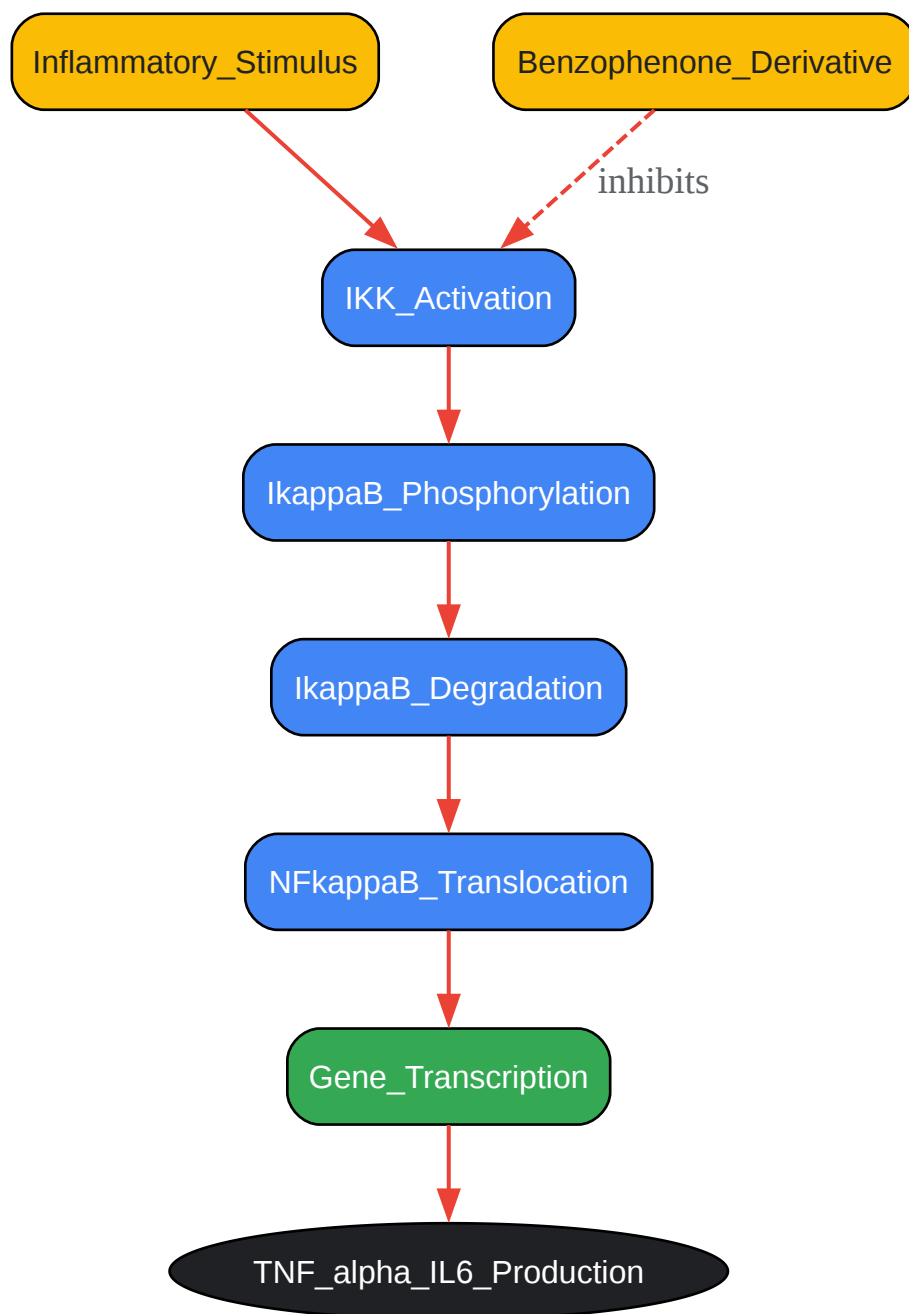 Inflammatory_Stimulus
Benzophenone_Derivative
inhibits
IKK_Activation
IkappaB_Phosphorylation
IkappaB_Degradation
NFkappaB_Translocation
Gene_Transcription
TNF_alpha_IL6_Production